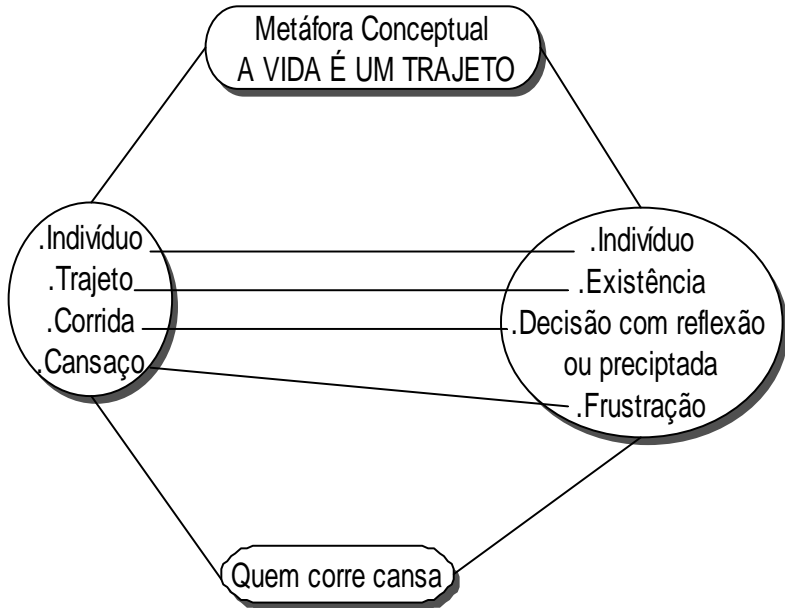 Metáfora Conceptual
A VIDA É UM TRAJETO
.Indivíduo
.Trajeto
.Corrida
.Cansaço
.Indivíduo
.Existência
.Decisão com reflexão
ou preciptada
.Frustração
Quem corre cansa